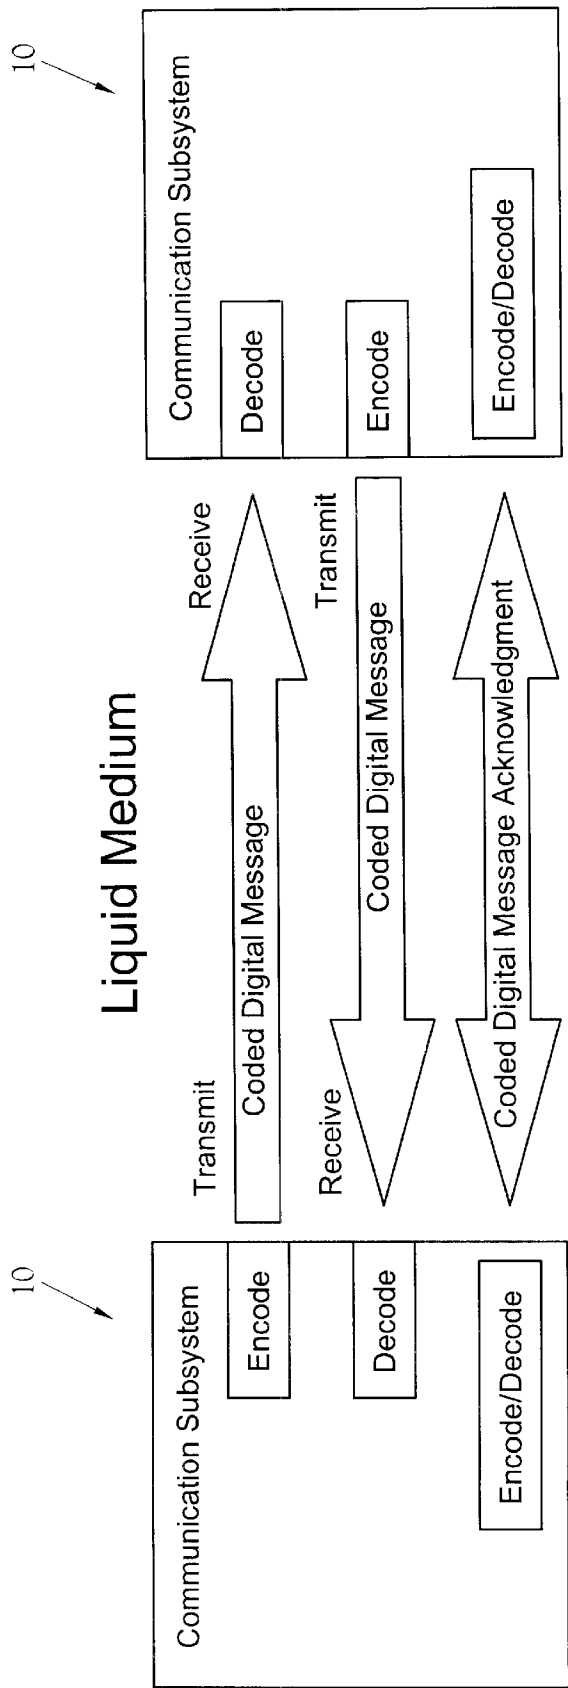 Liquid Medium
10
Communication Subsystem
Encode
Decode
Encode/Decode
Transmit
Coded Digital Message
Receive
Receive
Coded Digital Message
Transmit
Coded Digital Message Acknowledgment
10
Communication Subsystem
Decode
Encode
Encode/Decode